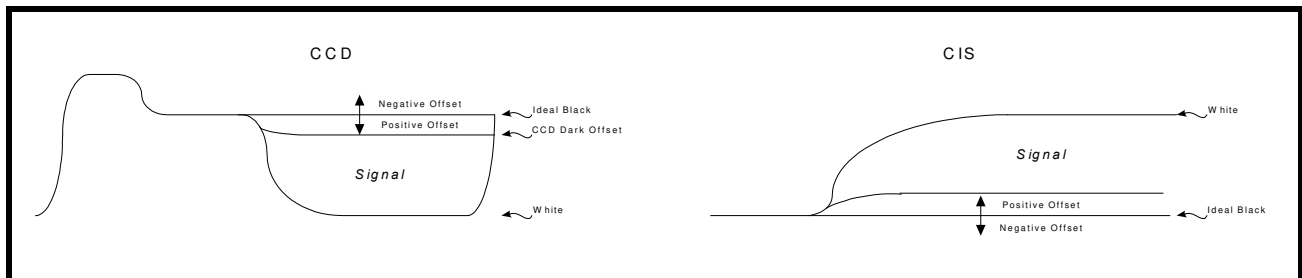 CCD
Negative Offset
Ideal Black
Positive Offset
CCD Dark Offset
Signal
White
CIS
White
Signal
Positive Offset
Ideal Black
Negative Offset